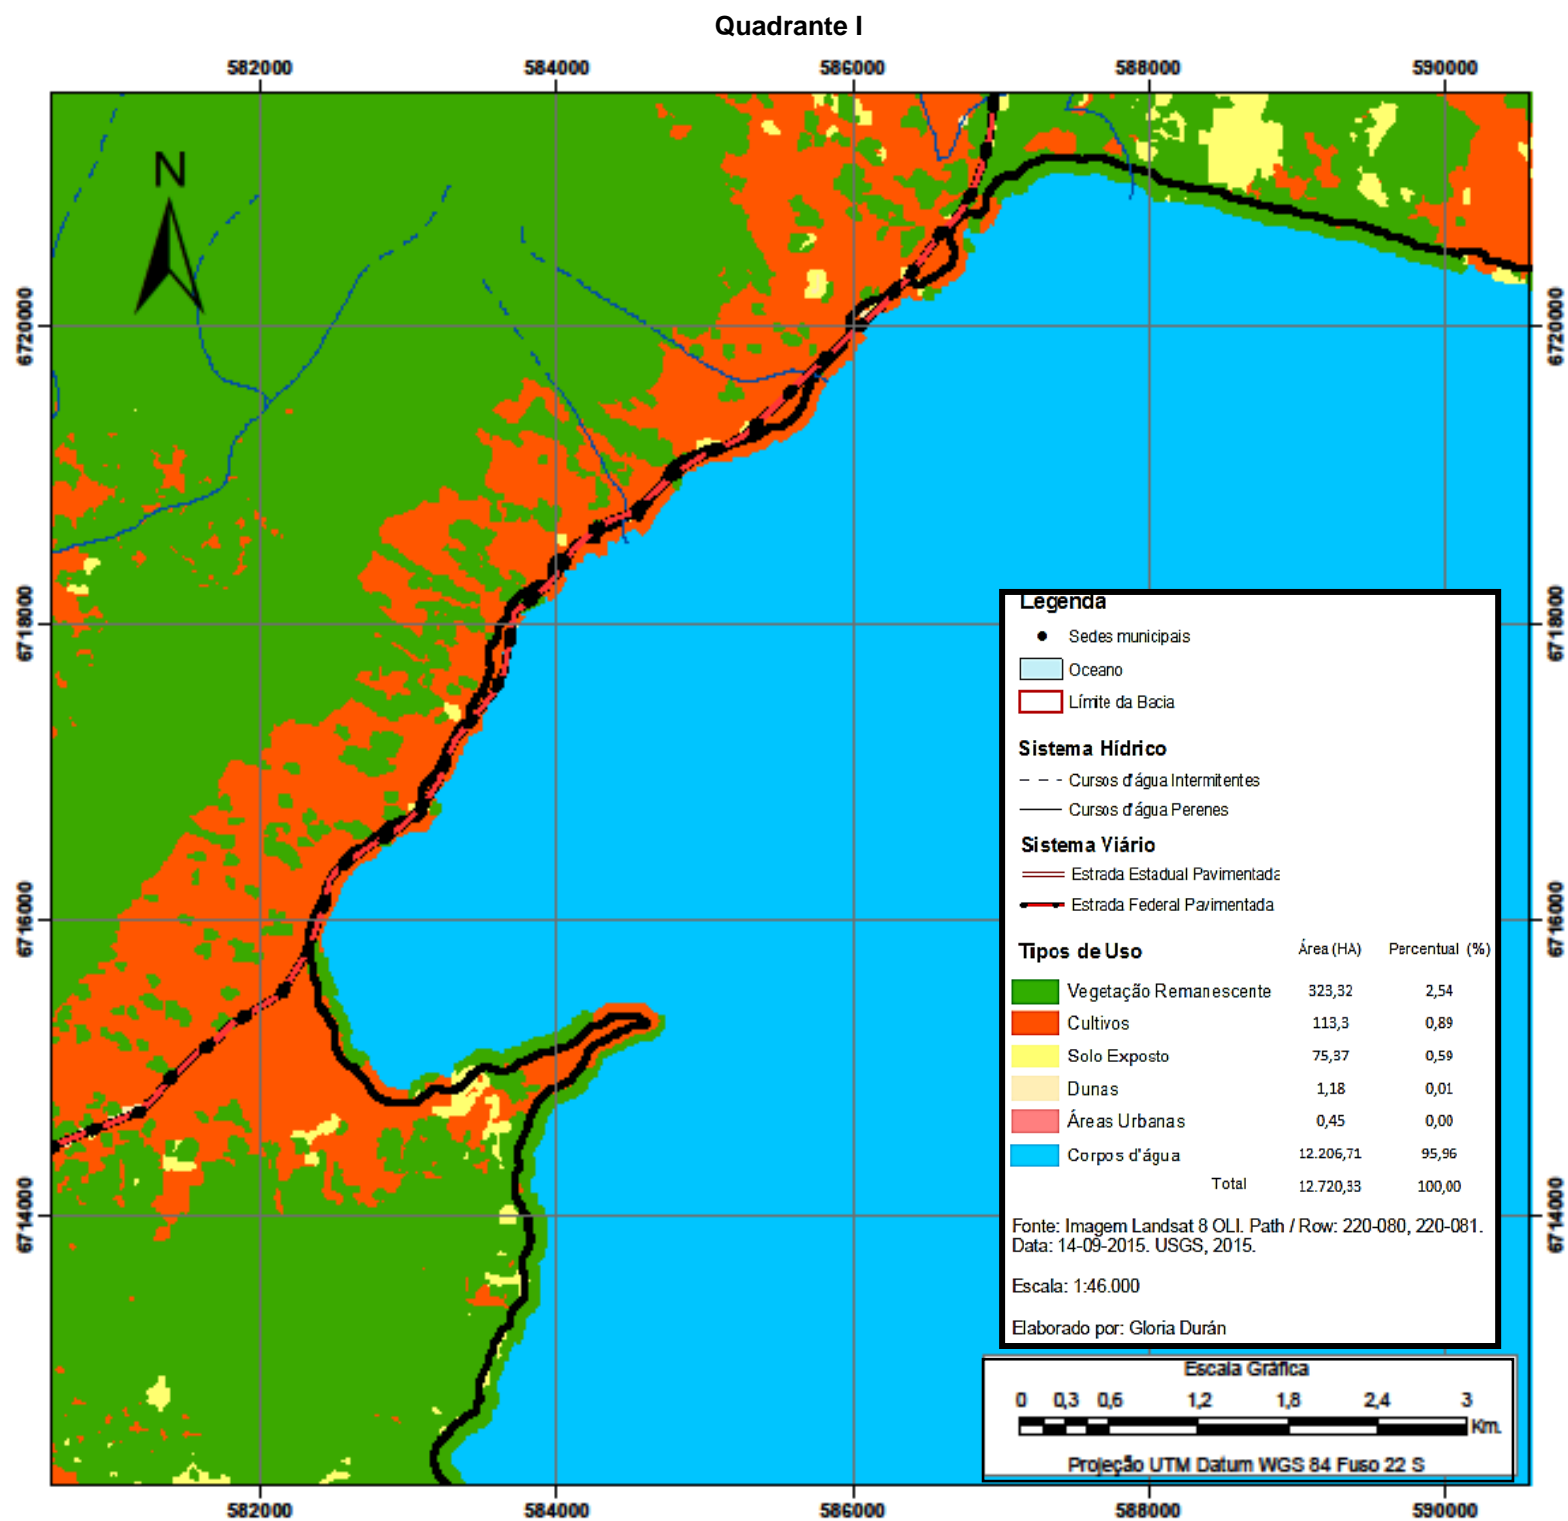 Quadrante I
582000 584000 586000 588000 590000
N
6720000 6720000
6718000 6718000
6716000 6716000
6714000 6714000
Legenda
Sedes municipais
Oceano
Límite da Bacia
Sistema Hídrico
Cursos d'água Intermitentes
Cursos d'água Perenes
Sistema Viário
Estrada Estadual Pavimentada
Estrada Federal Pavimentada
Tipos de Uso Área (HA) Percentual (%)
Vegetação Remanescente 323,32 2,54
Cultivos 113,3 0,89
Solo Exposto 75,37 0,59
Dunas 1,18 0,01
Áreas Urbanas 0,45 0,00
Corpos d'água 12.206,71 95,96
Total 12.720,33 100,00
Fonte: Imagem Landsat 8 OLI. Path / Row: 220-080, 220-081.
Data: 14-09-2015. USGS, 2015.
Escala: 1:46.000
Elaborado por: Gloria Durán
Escala Gráfica
0 0,3 0,6 1,2 1,8 2,4 3
Km.
Projeção UTM Datum WGS 84 Fuso 22 S
582000 584000 586000 588000 590000